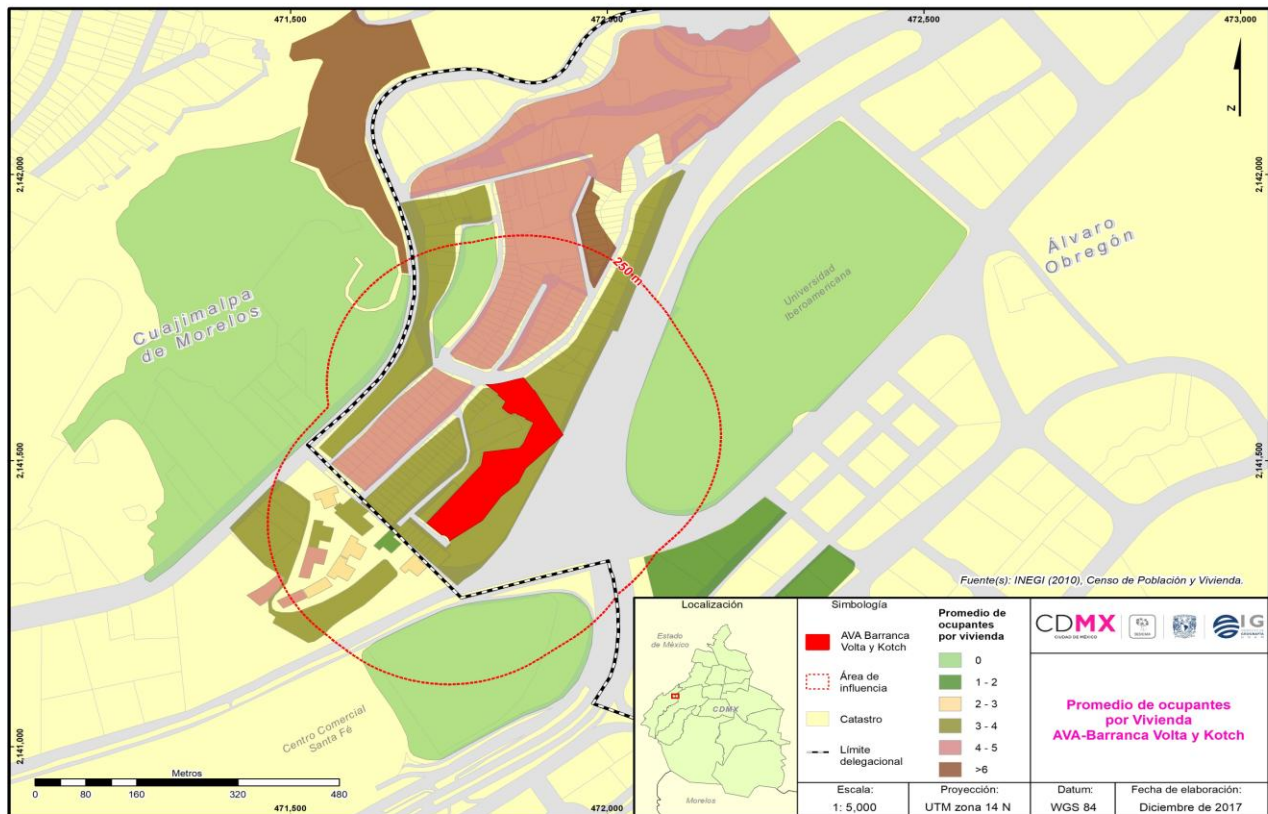 471,500
472,000
472,500
473,000
2,142,000
2,142,000
N
Cuajimalpa
de Morelos
250 m
Universidad
Iberoamericana
Álvaro
Obregón
2,141,500
2,141,500
Fuente(s): INEGI (2010), Censo de Población y Vivienda.
Centro Comercial
Santa Fé
2,141,000
Metros
0 80 160 320 480
471,500
472,000
Localización
Estado
de México
CDMX
Morelos
Simbología
AVA Barranca
Volta y Kotch
Área de
influencia
Catastro
Límite
delegacional
Promedio de
ocupantes
por vivienda
0
1 - 2
2 - 3
3 - 4
4 - 5
>6
CDMX
CIUDAD DE MÉXICO
IG
Promedio de ocupantes
por Vivienda
AVA-Barranca Volta y Kotch
Escala:
1: 5,000
Proyección:
UTM zona 14 N
Datum:
WGS 84
Fecha de elaboración:
Diciembre de 2017